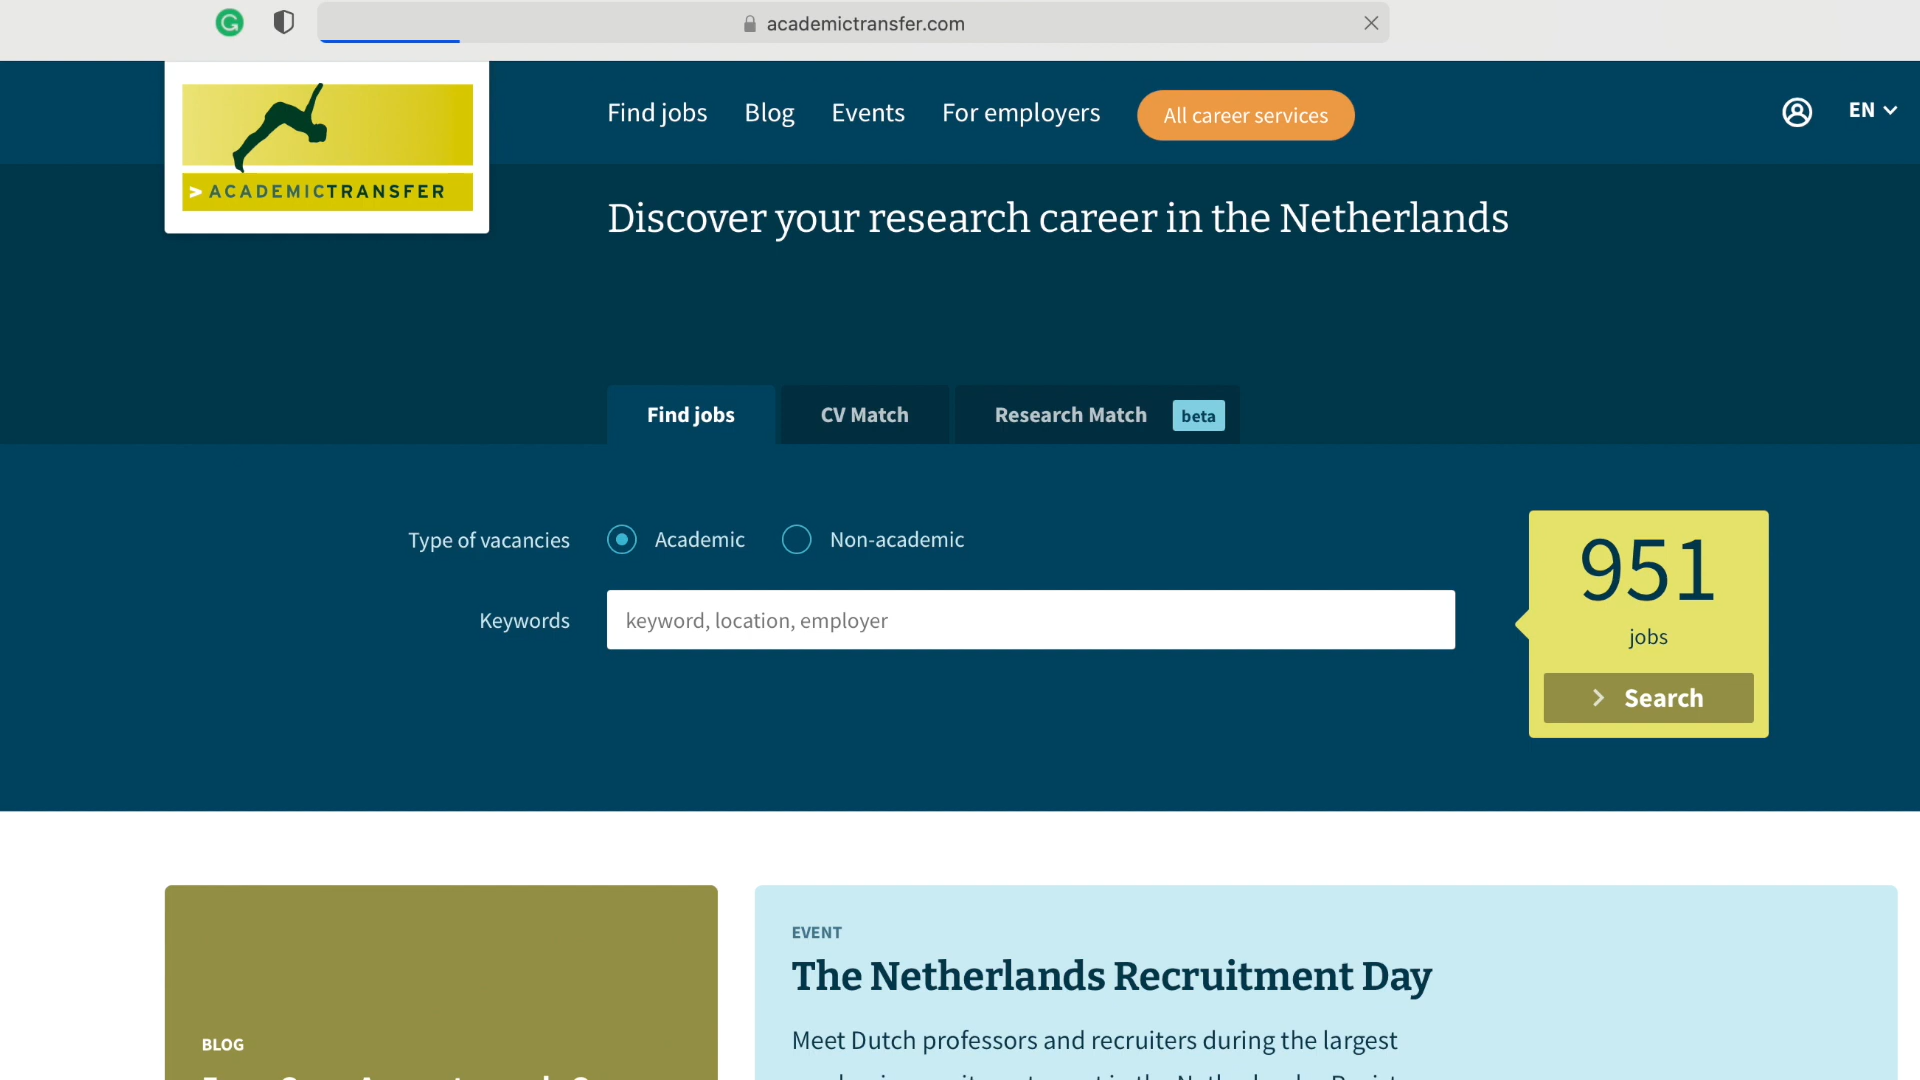 academictransfer.com
Find jobs Blog Events For employers All career services EN
> ACADEMICTRANSFER
Discover your research career in the Netherlands
Find jobs CV Match Research Match beta
Type of vacancies Academic Non-academic
Keywords keyword, location, employer
951
jobs
Search
EVENT
The Netherlands Recruitment Day
Meet Dutch professors and recruiters during the largest
BLOG